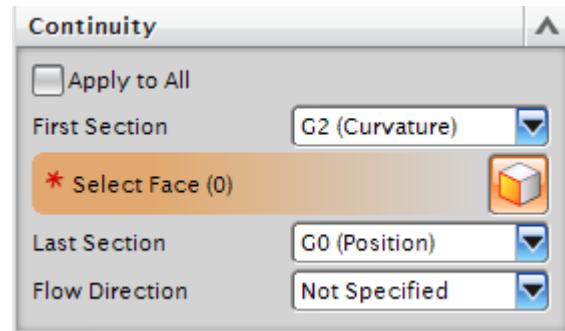 Continuity
Apply to All
First Section G2 (Curvature)
* Select Face (0)
Last Section G0 (Position)
Flow Direction Not Specified